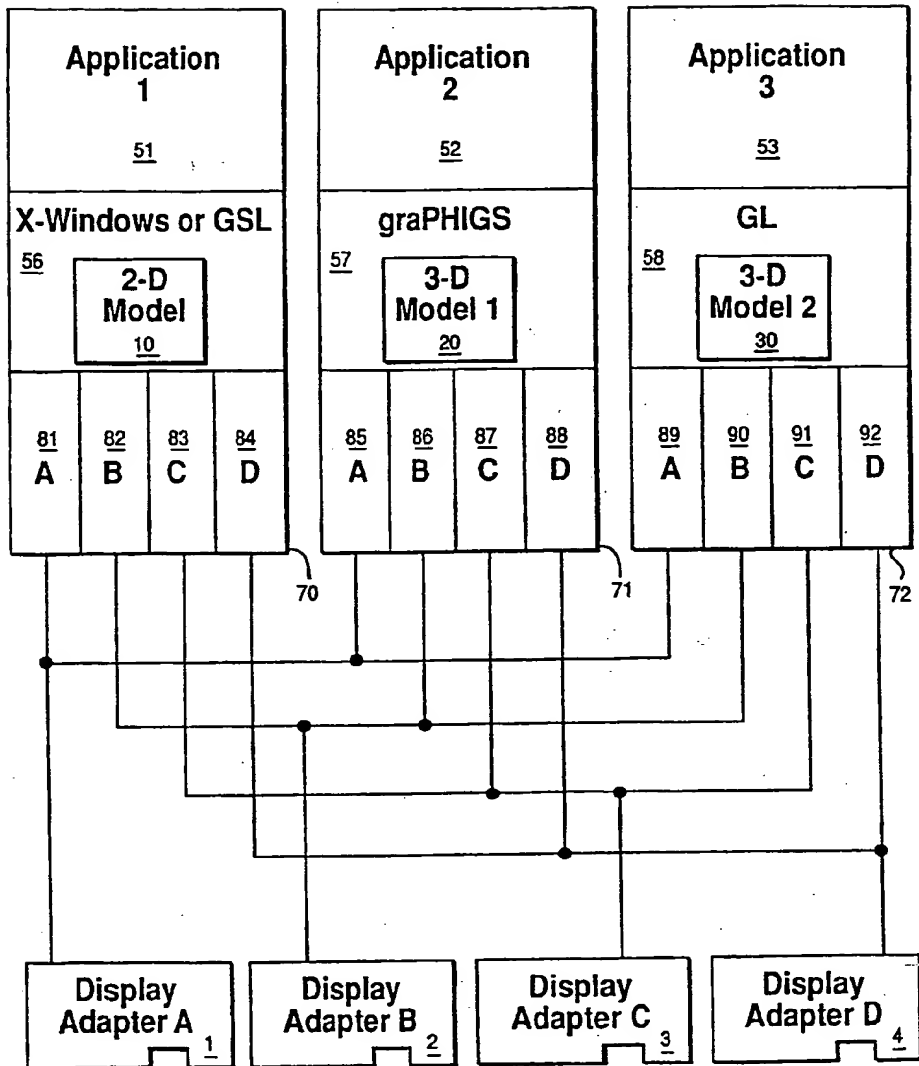 Application
1
51
Application
2
52
Application
3
53
X-Windows or GSL
56
2-D
Model
10
graPHIGS
57
3-D
Model 1
20
GL
58
3-D
Model 2
30
81
A
82
B
83
C
84
D
85
A
86
B
87
C
88
D
89
A
90
B
91
C
92
D
70
71
72
Display
Adapter A
1
Display
Adapter B
2
Display
Adapter C
3
Display
Adapter D
4